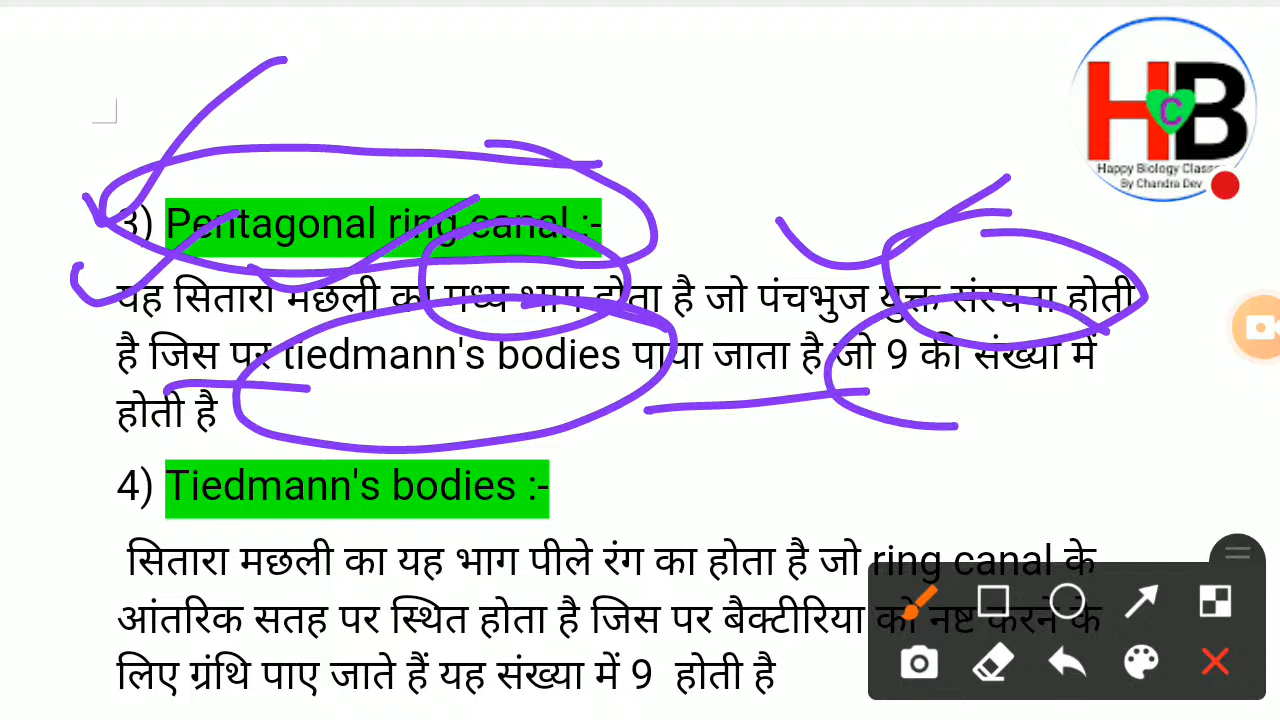 H C B
Happy Biology Classes
By Chandra Dev
3) Pentagonal ring canal :-
यह सितारा मछली का मध्य भाग होता है जो पंचभुज युक्त संरचना होती
है जिस पर tiedmann's bodies पाया जाता है जो 9 की संख्या में
होती है
4) Tiedmann's bodies :-
सितारा मछली का यह भाग पीले रंग का होता है जो ring canal के
आंतरिक सतह पर स्थित होता है जिस पर बैक्टीरिया को नष्ट करने के
लिए ग्रंथि पाए जाते हैं यह संख्या में 9 होती है